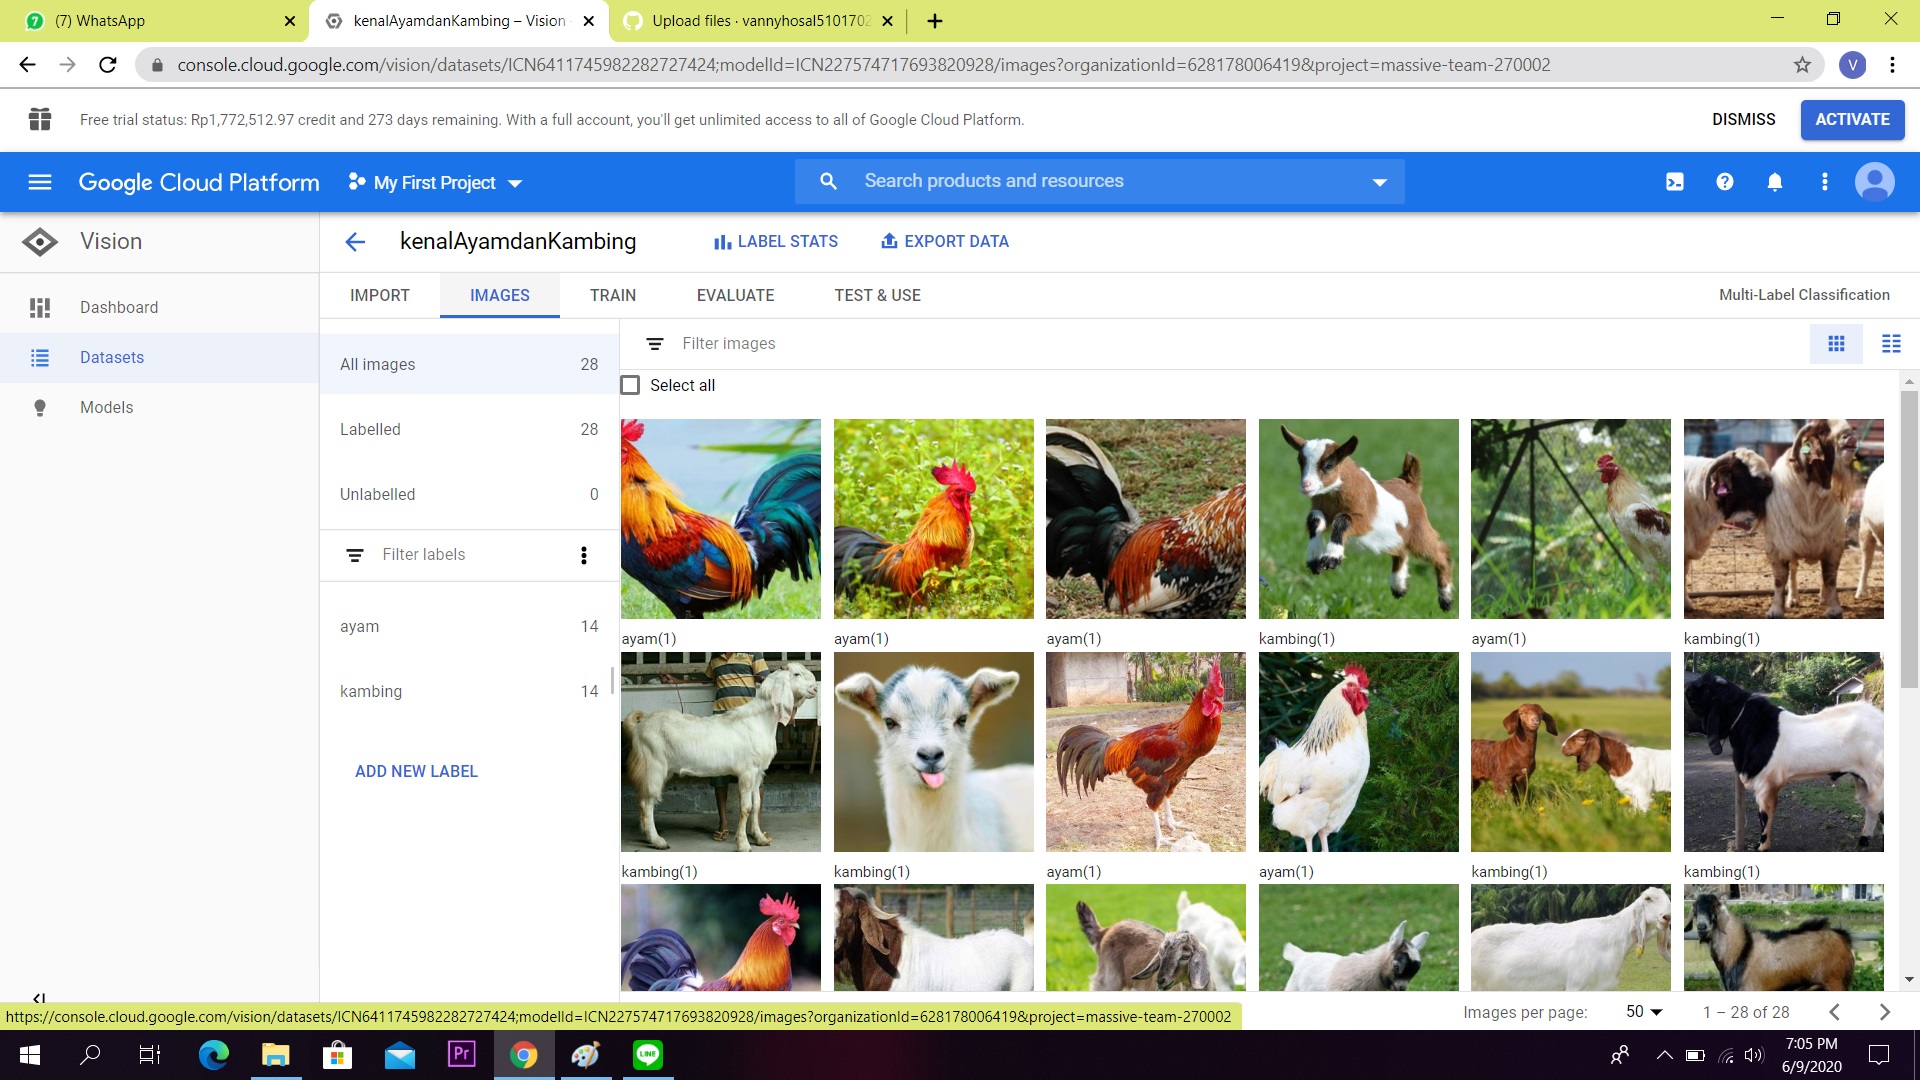 (7) WhatsApp
kenalAyamdanKambing – Vision
Upload files · vannyhosal5101702
console.cloud.google.com/vision/datasets/ICN6411745982282727424;modelId=ICN227574717693820928/images?organizationId=628178006419&project=massive-team-270002
V
Free trial status: Rp1,772,512.97 credit and 273 days remaining. With a full account, you'll get unlimited access to all of Google Cloud Platform.
DISMISS
ACTIVATE
Google Cloud Platform
My First Project
Search products and resources
Vision
kenalAyamdanKambing
LABEL STATS
EXPORT DATA
Dashboard
Datasets
Models
IMPORT
IMAGES
TRAIN
EVALUATE
TEST & USE
Multi-Label Classification
All images 28
Labelled 28
Unlabelled 0
Filter labels
ayam 14
kambing 14
ADD NEW LABEL
Filter images
Select all
ayam(1)
ayam(1)
ayam(1)
kambing(1)
ayam(1)
kambing(1)
kambing(1)
kambing(1)
ayam(1)
ayam(1)
kambing(1)
kambing(1)
https://console.cloud.google.com/vision/datasets/ICN6411745982282727424;modelId=ICN227574717693820928/images?organizationId=628178006419&project=massive-team-270002
Images per page: 50 1 – 28 of 28
Pr
LINE
7:05 PM
6/9/2020